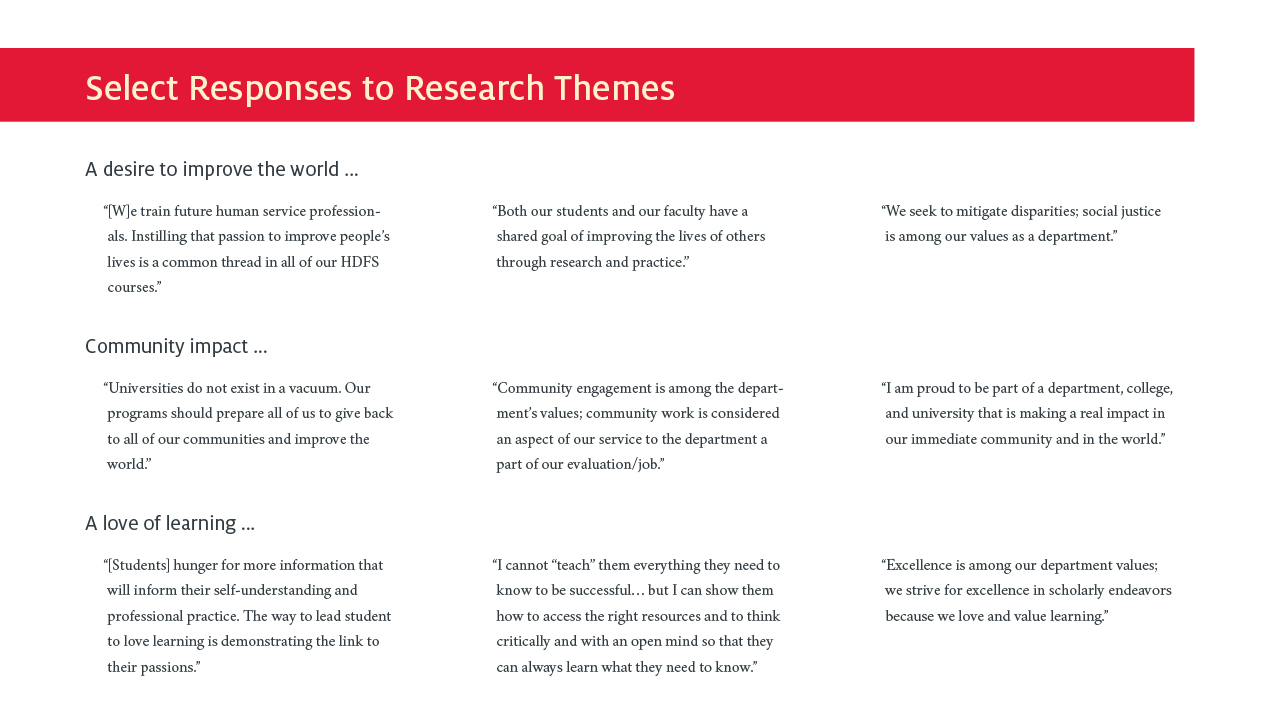 Select Responses to Research Themes
A desire to improve the world ...
“[W]e train future human service profession-
als. Instilling that passion to improve people’s
lives is a common thread in all of our HDFS
courses.”
“Both our students and our faculty have a
shared goal of improving the lives of others
through research and practice.”
“We seek to mitigate disparities; social justice
is among our values as a department.”
Community impact ...
“Universities do not exist in a vacuum. Our
programs should prepare all of us to give back
to all of our communities and improve the
world.”
“Community engagement is among the depart-
ment’s values; community work is considered
an aspect of our service to the department a
part of our evaluation/job.”
“I am proud to be part of a department, college,
and university that is making a real impact in
our immediate community and in the world.”
A love of learning ...
“[Students] hunger for more information that
will inform their self-understanding and
professional practice. The way to lead student
to love learning is demonstrating the link to
their passions.”
“I cannot “teach” them everything they need to
know to be successful… but I can show them
how to access the right resources and to think
critically and with an open mind so that they
can always learn what they need to know.”
“Excellence is among our department values;
we strive for excellence in scholarly endeavors
because we love and value learning.”